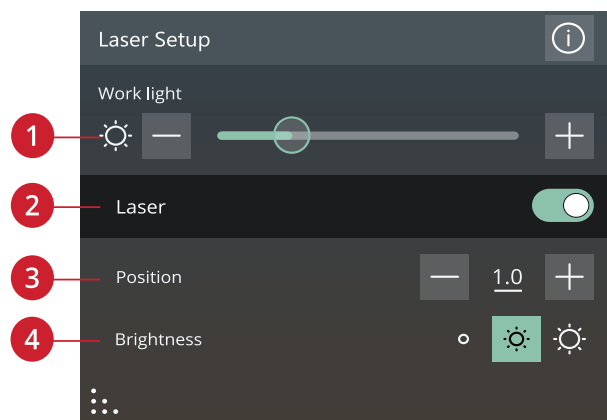 Laser Setup
Work light
1
2 Laser
3 Position 1.0
4 Brightness